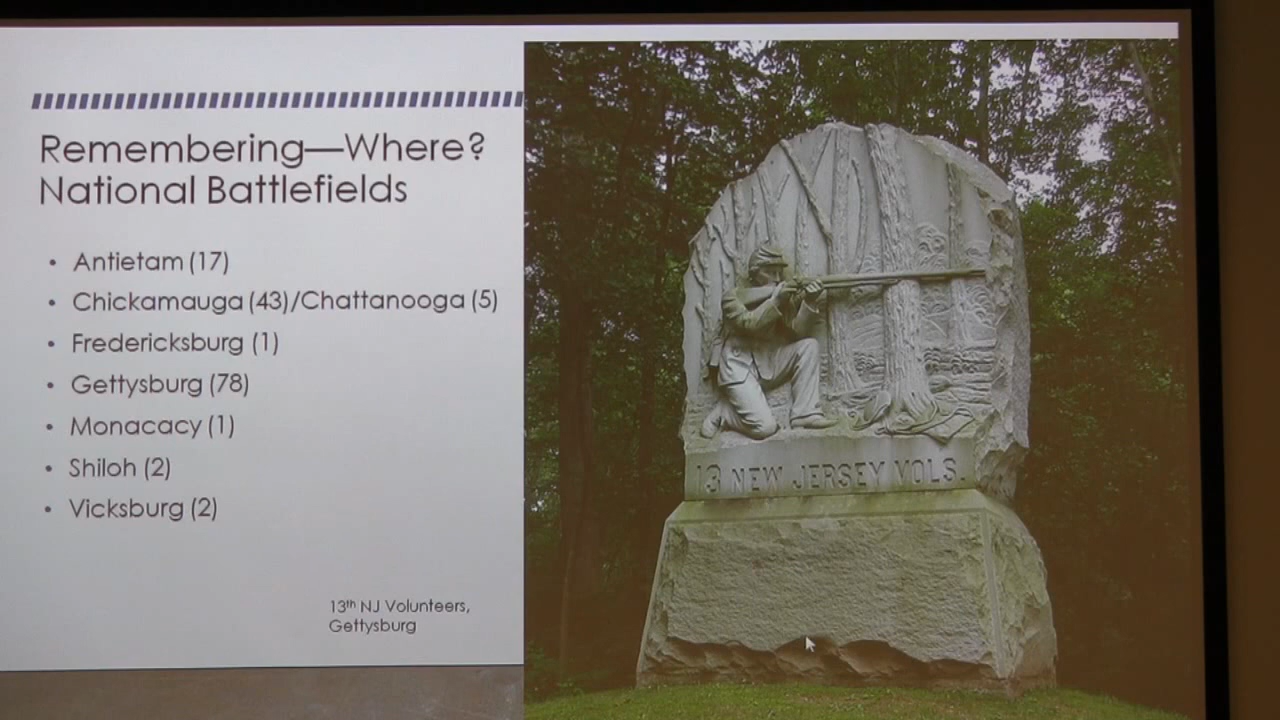 Remembering—Where?
National Battlefields
• Antietam (17)
• Chickamauga (43)/Chattanooga (5)
• Fredericksburg (1)
• Gettysburg (78)
• Monacacy (1)
• Shiloh (2)
• Vicksburg (2)
13th NJ Volunteers,
Gettysburg
13 NEW JERSEY VOLS.